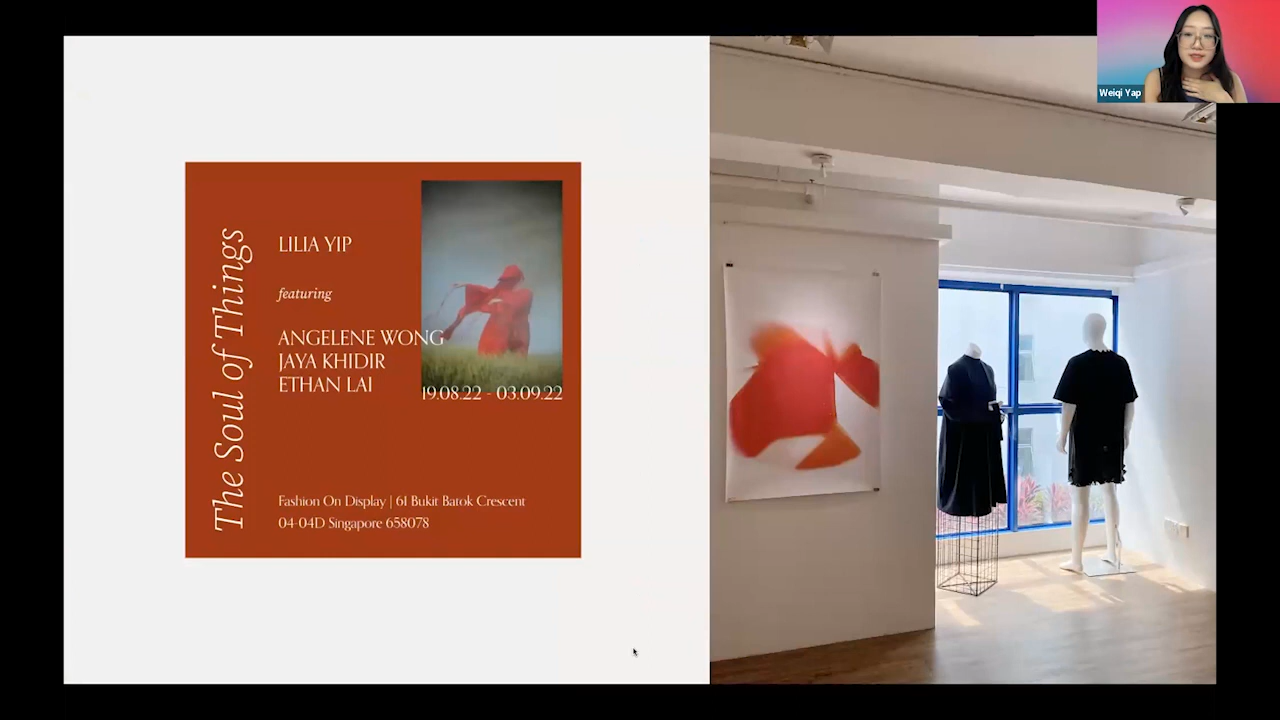 The Soul of Things
LILIA YIP
featuring
ANGELENE WONG
JAYA KHIDIR
ETHAN LAI
19.08.22 - 03.09.22
Fashion On Display | 61 Bukit Batok Crescent
04-04D Singapore 658078
Weiqi Yap